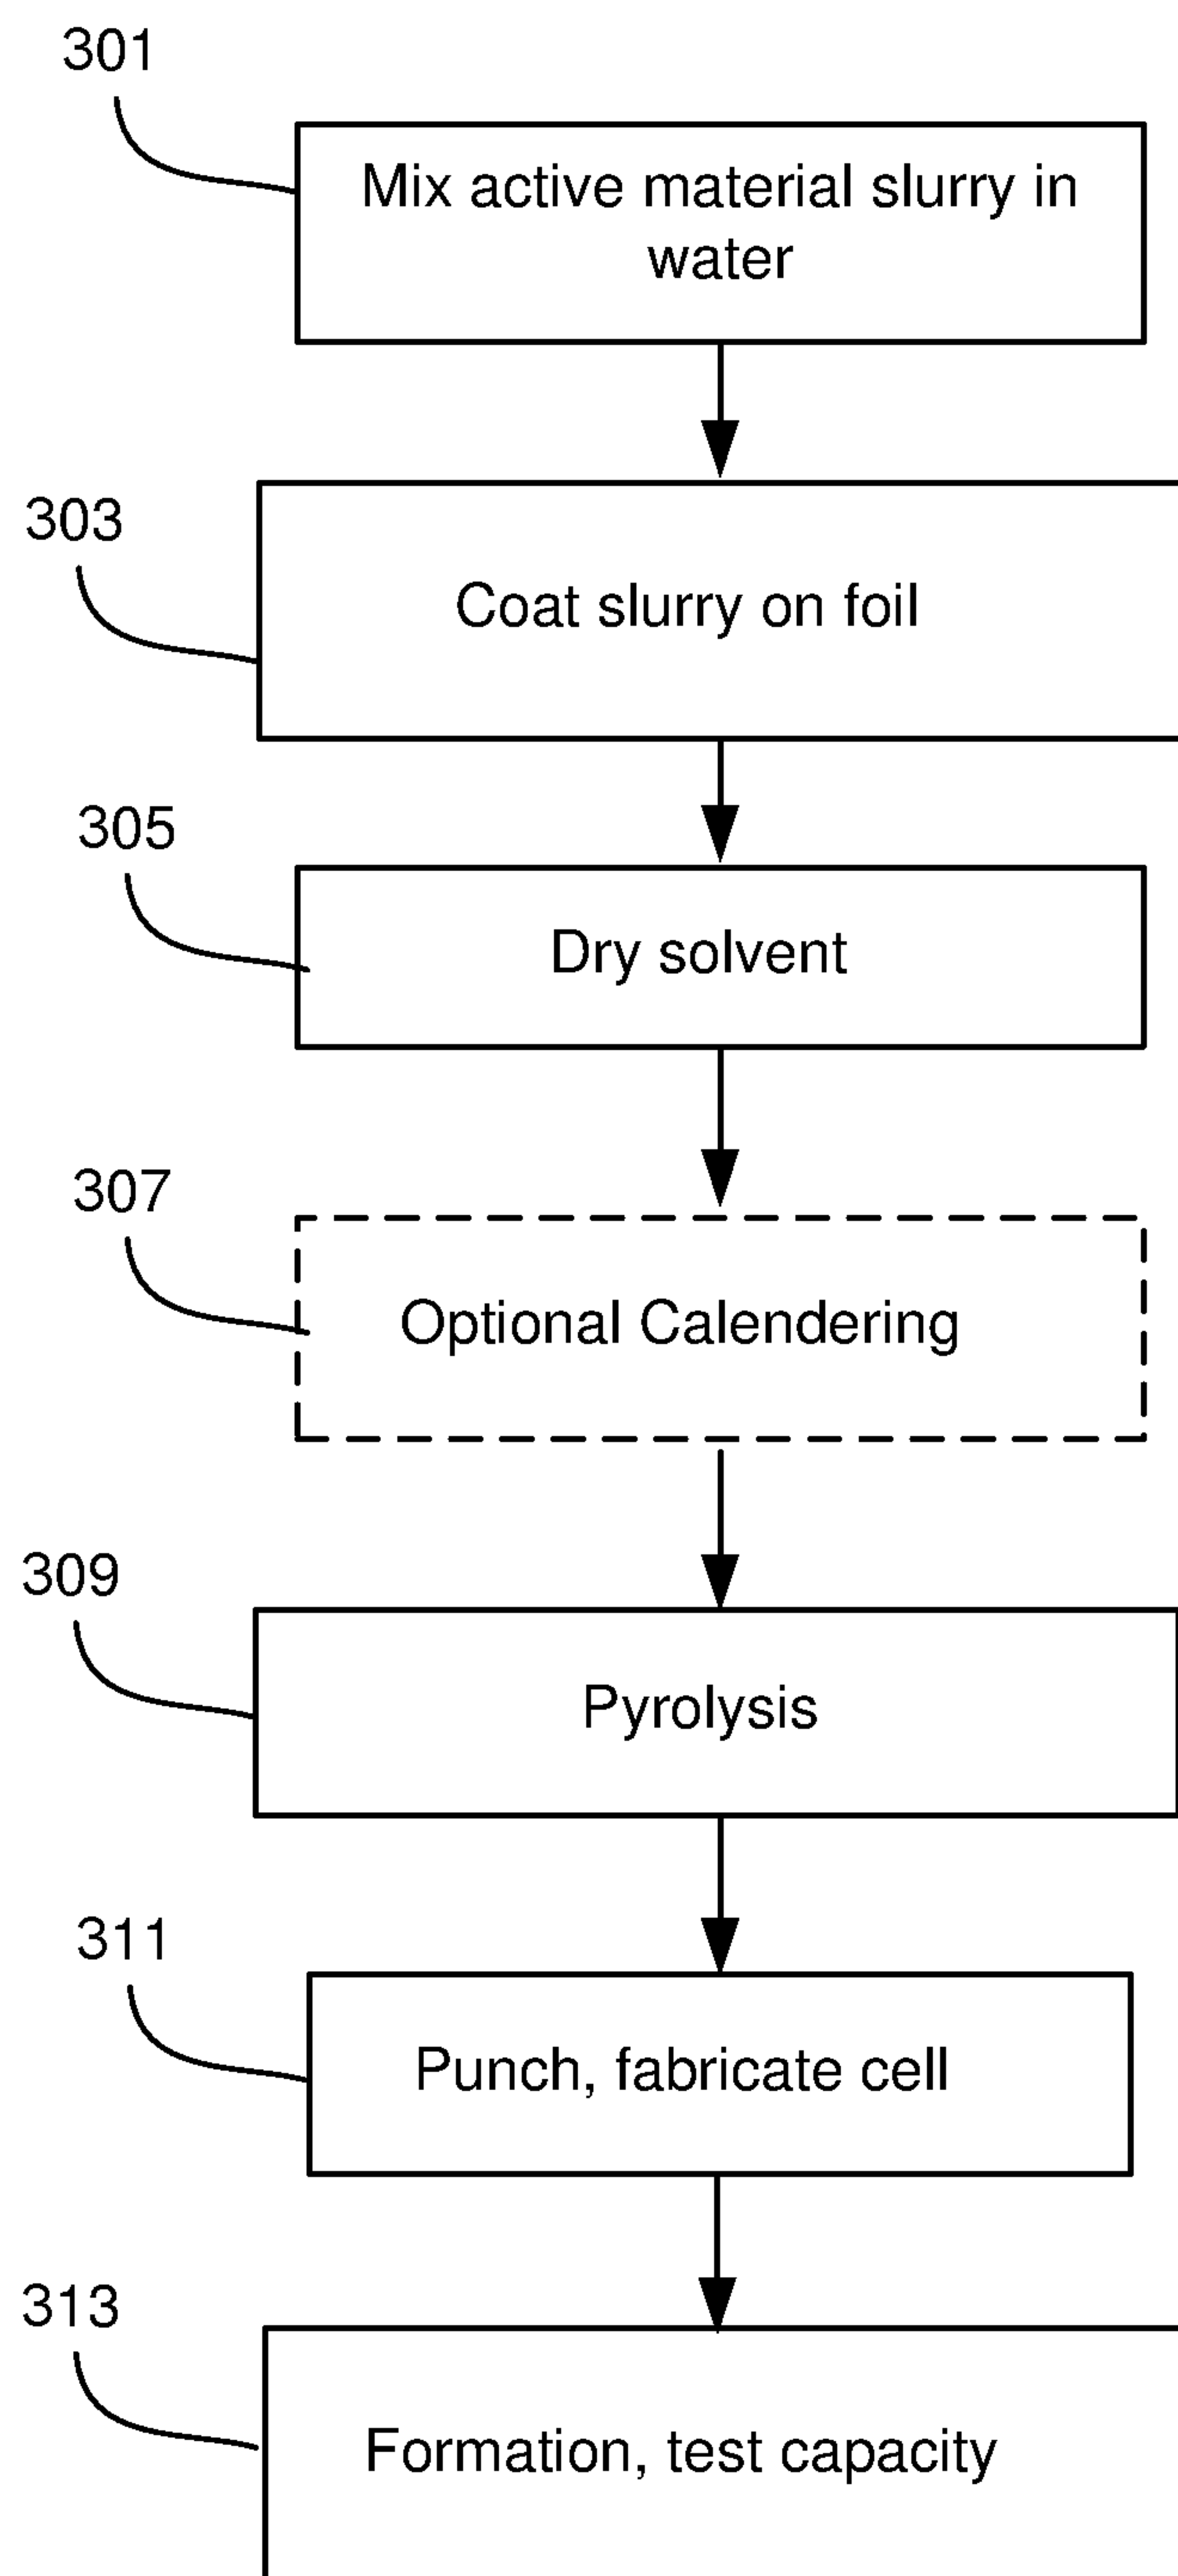 301
Mix active material slurry in
water
303
Coat slurry on foil
305
Dry solvent
307
Optional Calendering
309
Pyrolysis
311
Punch, fabricate cell
313
Formation, test capacity